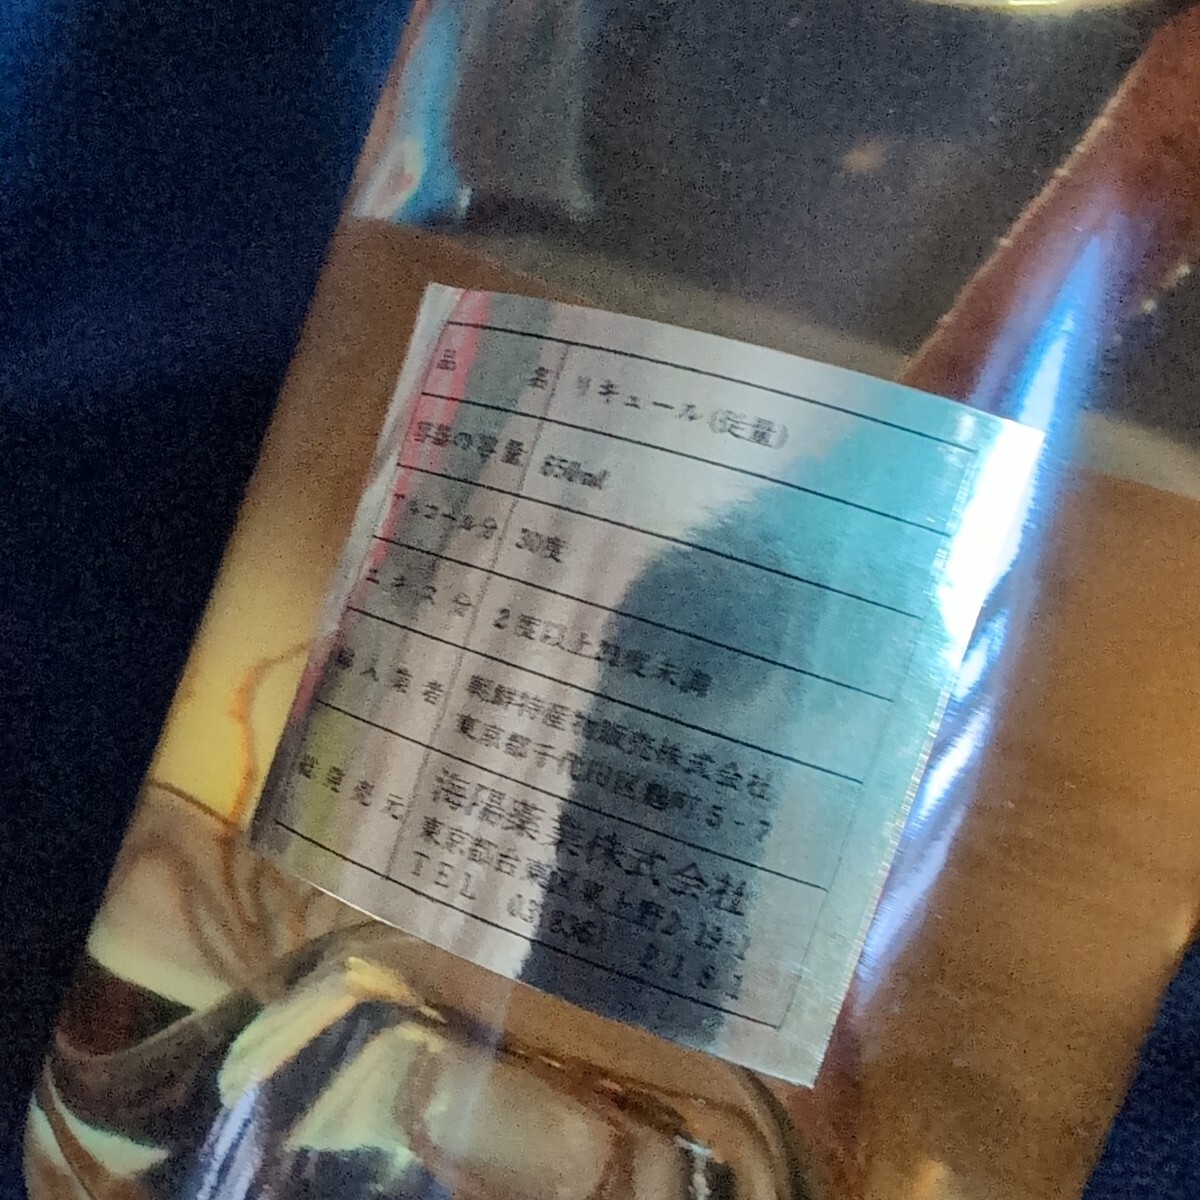 品名 リキュール(従量)
容器の容量 650ml
アルコール分 30度
エキス分 2度以上 度未満
輸入業者 朝鮮特産物販売株式会社
東京都千代田区麹町5-7
総発売元 海陽薬業株式会社
東京都台東区東上野
TEL